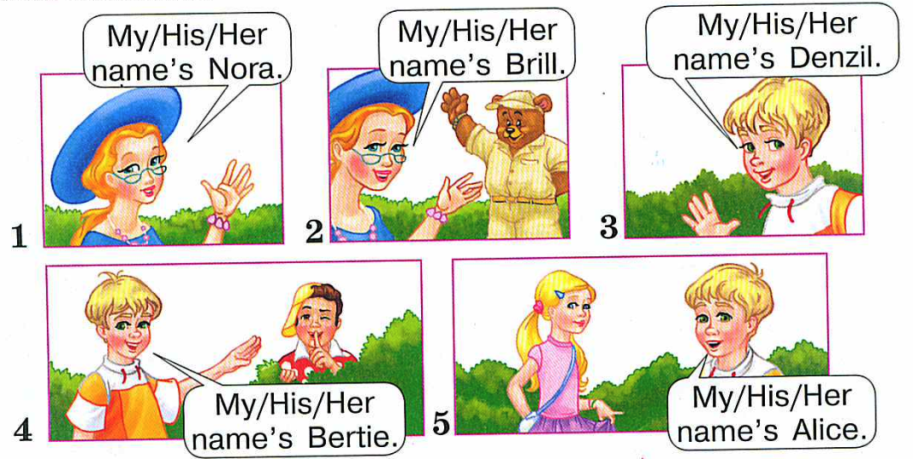 My/His/Her
name's Nora.
1
My/His/Her
name's Brill.
2
My/His/Her
name's Denzil.
3
My/His/Her
name's Bertie.
4
My/His/Her
name's Alice.
5